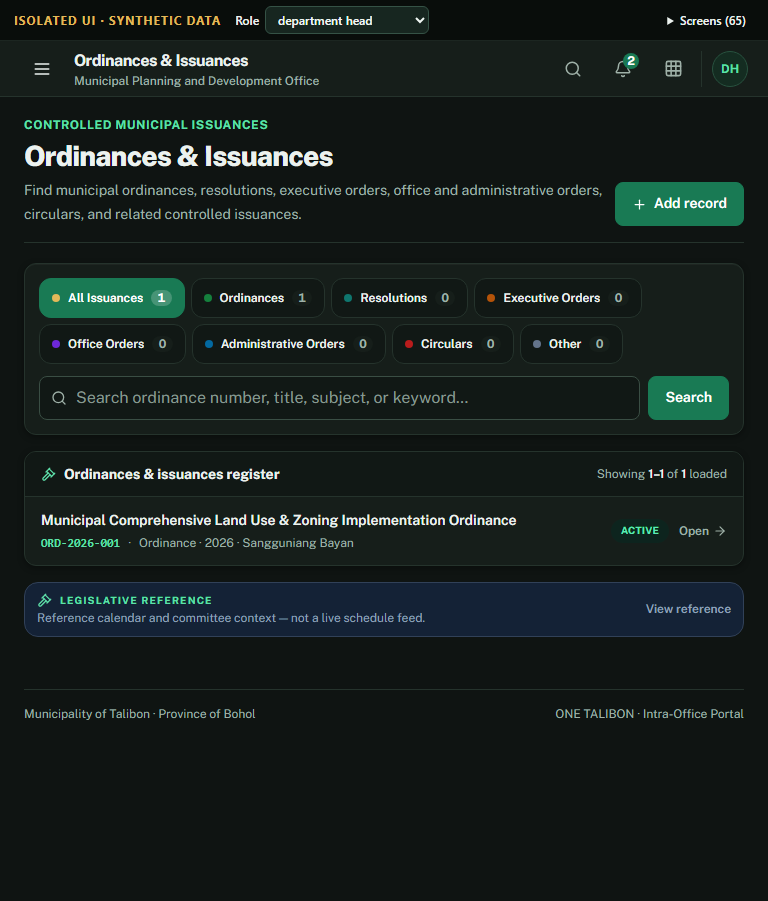 ISOLATED UI · SYNTHETIC DATA Role department head Screens (65)
Ordinances & Issuances
Municipal Planning and Development Office
2
DH
CONTROLLED MUNICIPAL ISSUANCES
Ordinances & Issuances
Find municipal ordinances, resolutions, executive orders, office and administrative orders,
circulars, and related controlled issuances.
+ Add record
All Issuances 1 Ordinances 1 Resolutions 0 Executive Orders 0
Office Orders 0 Administrative Orders 0 Circulars 0 Other 0
Search ordinance number, title, subject, or keyword... Search
Ordinances & issuances register Showing 1–1 of 1 loaded
Municipal Comprehensive Land Use & Zoning Implementation Ordinance
ORD-2026-001 · Ordinance · 2026 · Sangguniang Bayan
ACTIVE Open →
LEGISLATIVE REFERENCE
Reference calendar and committee context — not a live schedule feed.
View reference
Municipality of Talibon · Province of Bohol ONE TALIBON · Intra-Office Portal